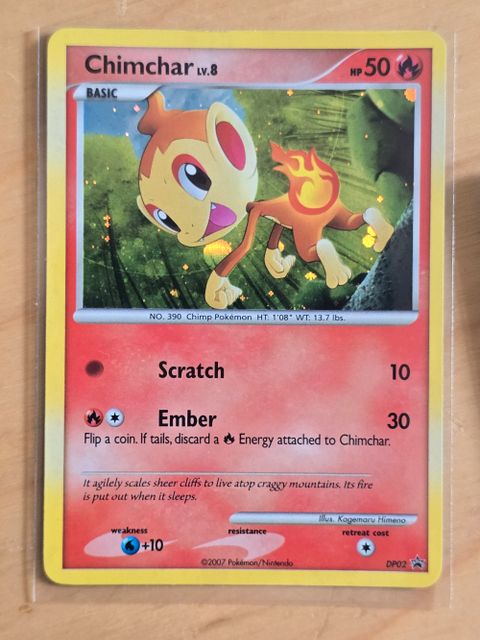 Chimchar LV.8
HP 50
BASIC
NO. 390 Chimp Pokémon HT: 1'08" WT: 13.7 lbs.
Scratch 10
Ember 30
Flip a coin. If tails, discard a Energy attached to Chimchar.
It agilely scales sheer cliffs to live atop craggy mountains. Its fire
is put out when it sleeps.
Illus. Kagemaru Himeno
weakness resistance retreat cost
+10
©2007 Pokémon/Nintendo
DP02